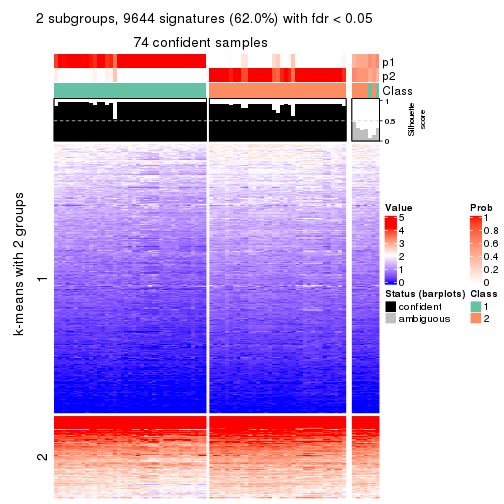 2 subgroups, 9644 signatures (62.0%) with fdr < 0.05
74 confident samples
p1
p2
Class
1
0.5
0
Silhouette
score
k-means with 2 groups
1
2
Value
5
4
3
2
1
0
Prob
1
0.8
0.6
0.4
0.2
0
Status (barplots)
confident
ambiguous
Class
1
2